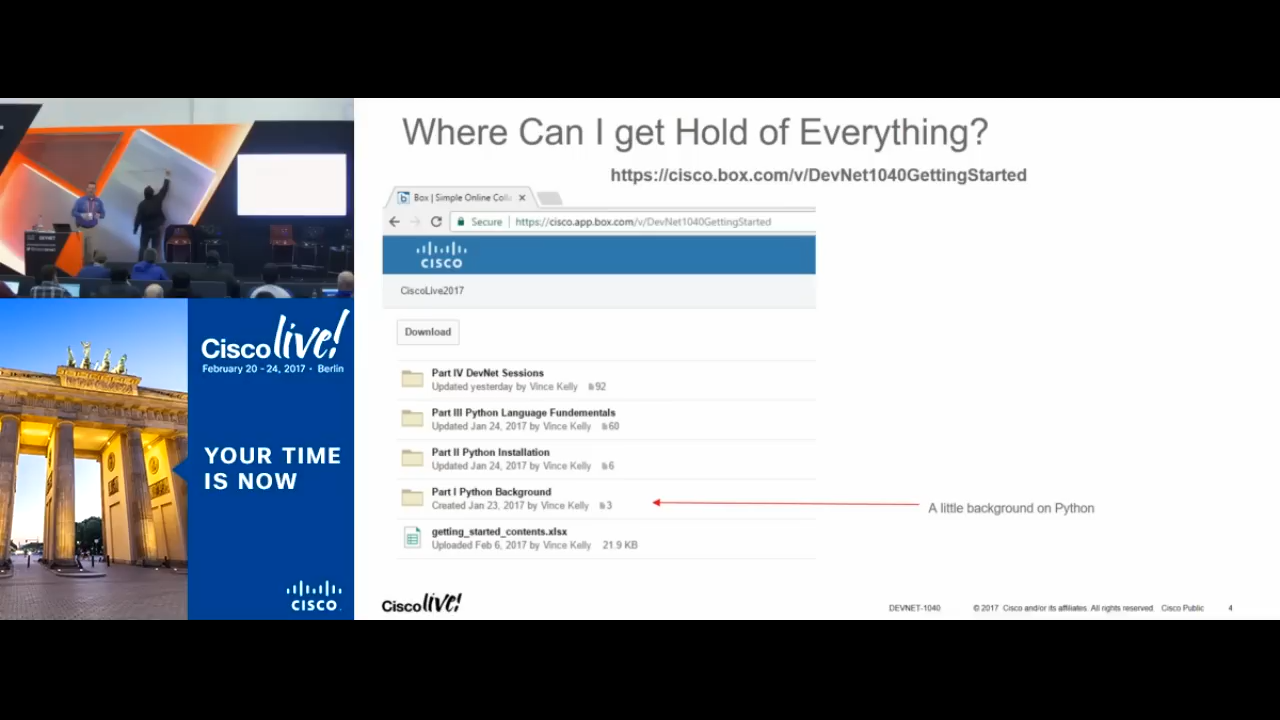 Where Can I get Hold of Everything?
https://cisco.box.com/v/DevNet1040GettingStarted
Box | Simple Online Coll
Secure
https://cisco.app.box.com/v/DevNet1040GettingStarted
CISCO
CiscoLive2017
Download
Part IV DevNet Sessions
Updated yesterday by Vince Kelly 92
Part III Python Language Fundementals
Updated Jan 24, 2017 by Vince Kelly 60
Part II Python Installation
Updated Jan 24, 2017 by Vince Kelly 6
Part I Python Background
Created Jan 23, 2017 by Vince Kelly 3
A little background on Python
getting_started_contents.xlsx
Uploaded Feb 6, 2017 by Vince Kelly 21.9 KB
Cisco live!
DEVNET-1040
© 2017 Cisco and/or its affiliates. All rights reserved. Cisco Public
4
Cisco live!
February 20 - 24, 2017 · Berlin
YOUR TIME
IS NOW
CISCO